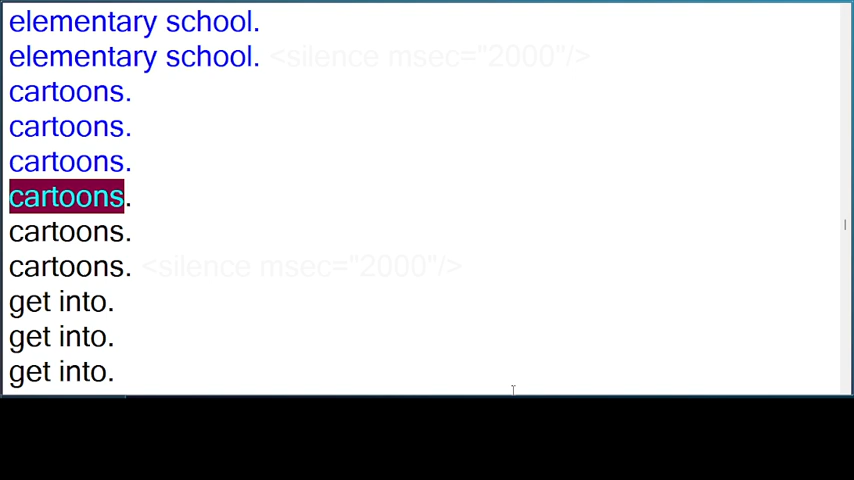 elementary school.
elementary school. <silence msec="2000"/>
cartoons.
cartoons.
cartoons.
cartoons.
cartoons.
cartoons. <silence msec="2000"/>
get into.
get into.
get into.